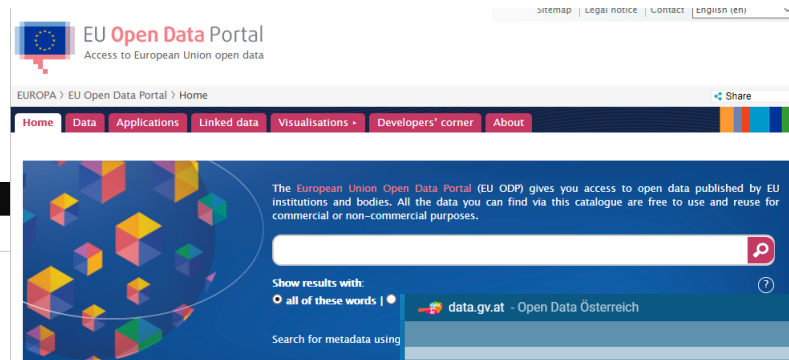 Sitemap | Legal notice | Contact English (en)
EU Open Data Portal
Access to European Union open data
EUROPA > EU Open Data Portal > Home
Share
Home Data Applications Linked data Visualisations Developers' corner About
The European Union Open Data Portal (EU ODP) gives you access to open data published by EU
institutions and bodies. All the data you can find via this catalogue are free to use and reuse for
commercial or non-commercial purposes.
Show results with:
?
all of these words |
data.gv.at - Open Data Österreich
Search for metadata using